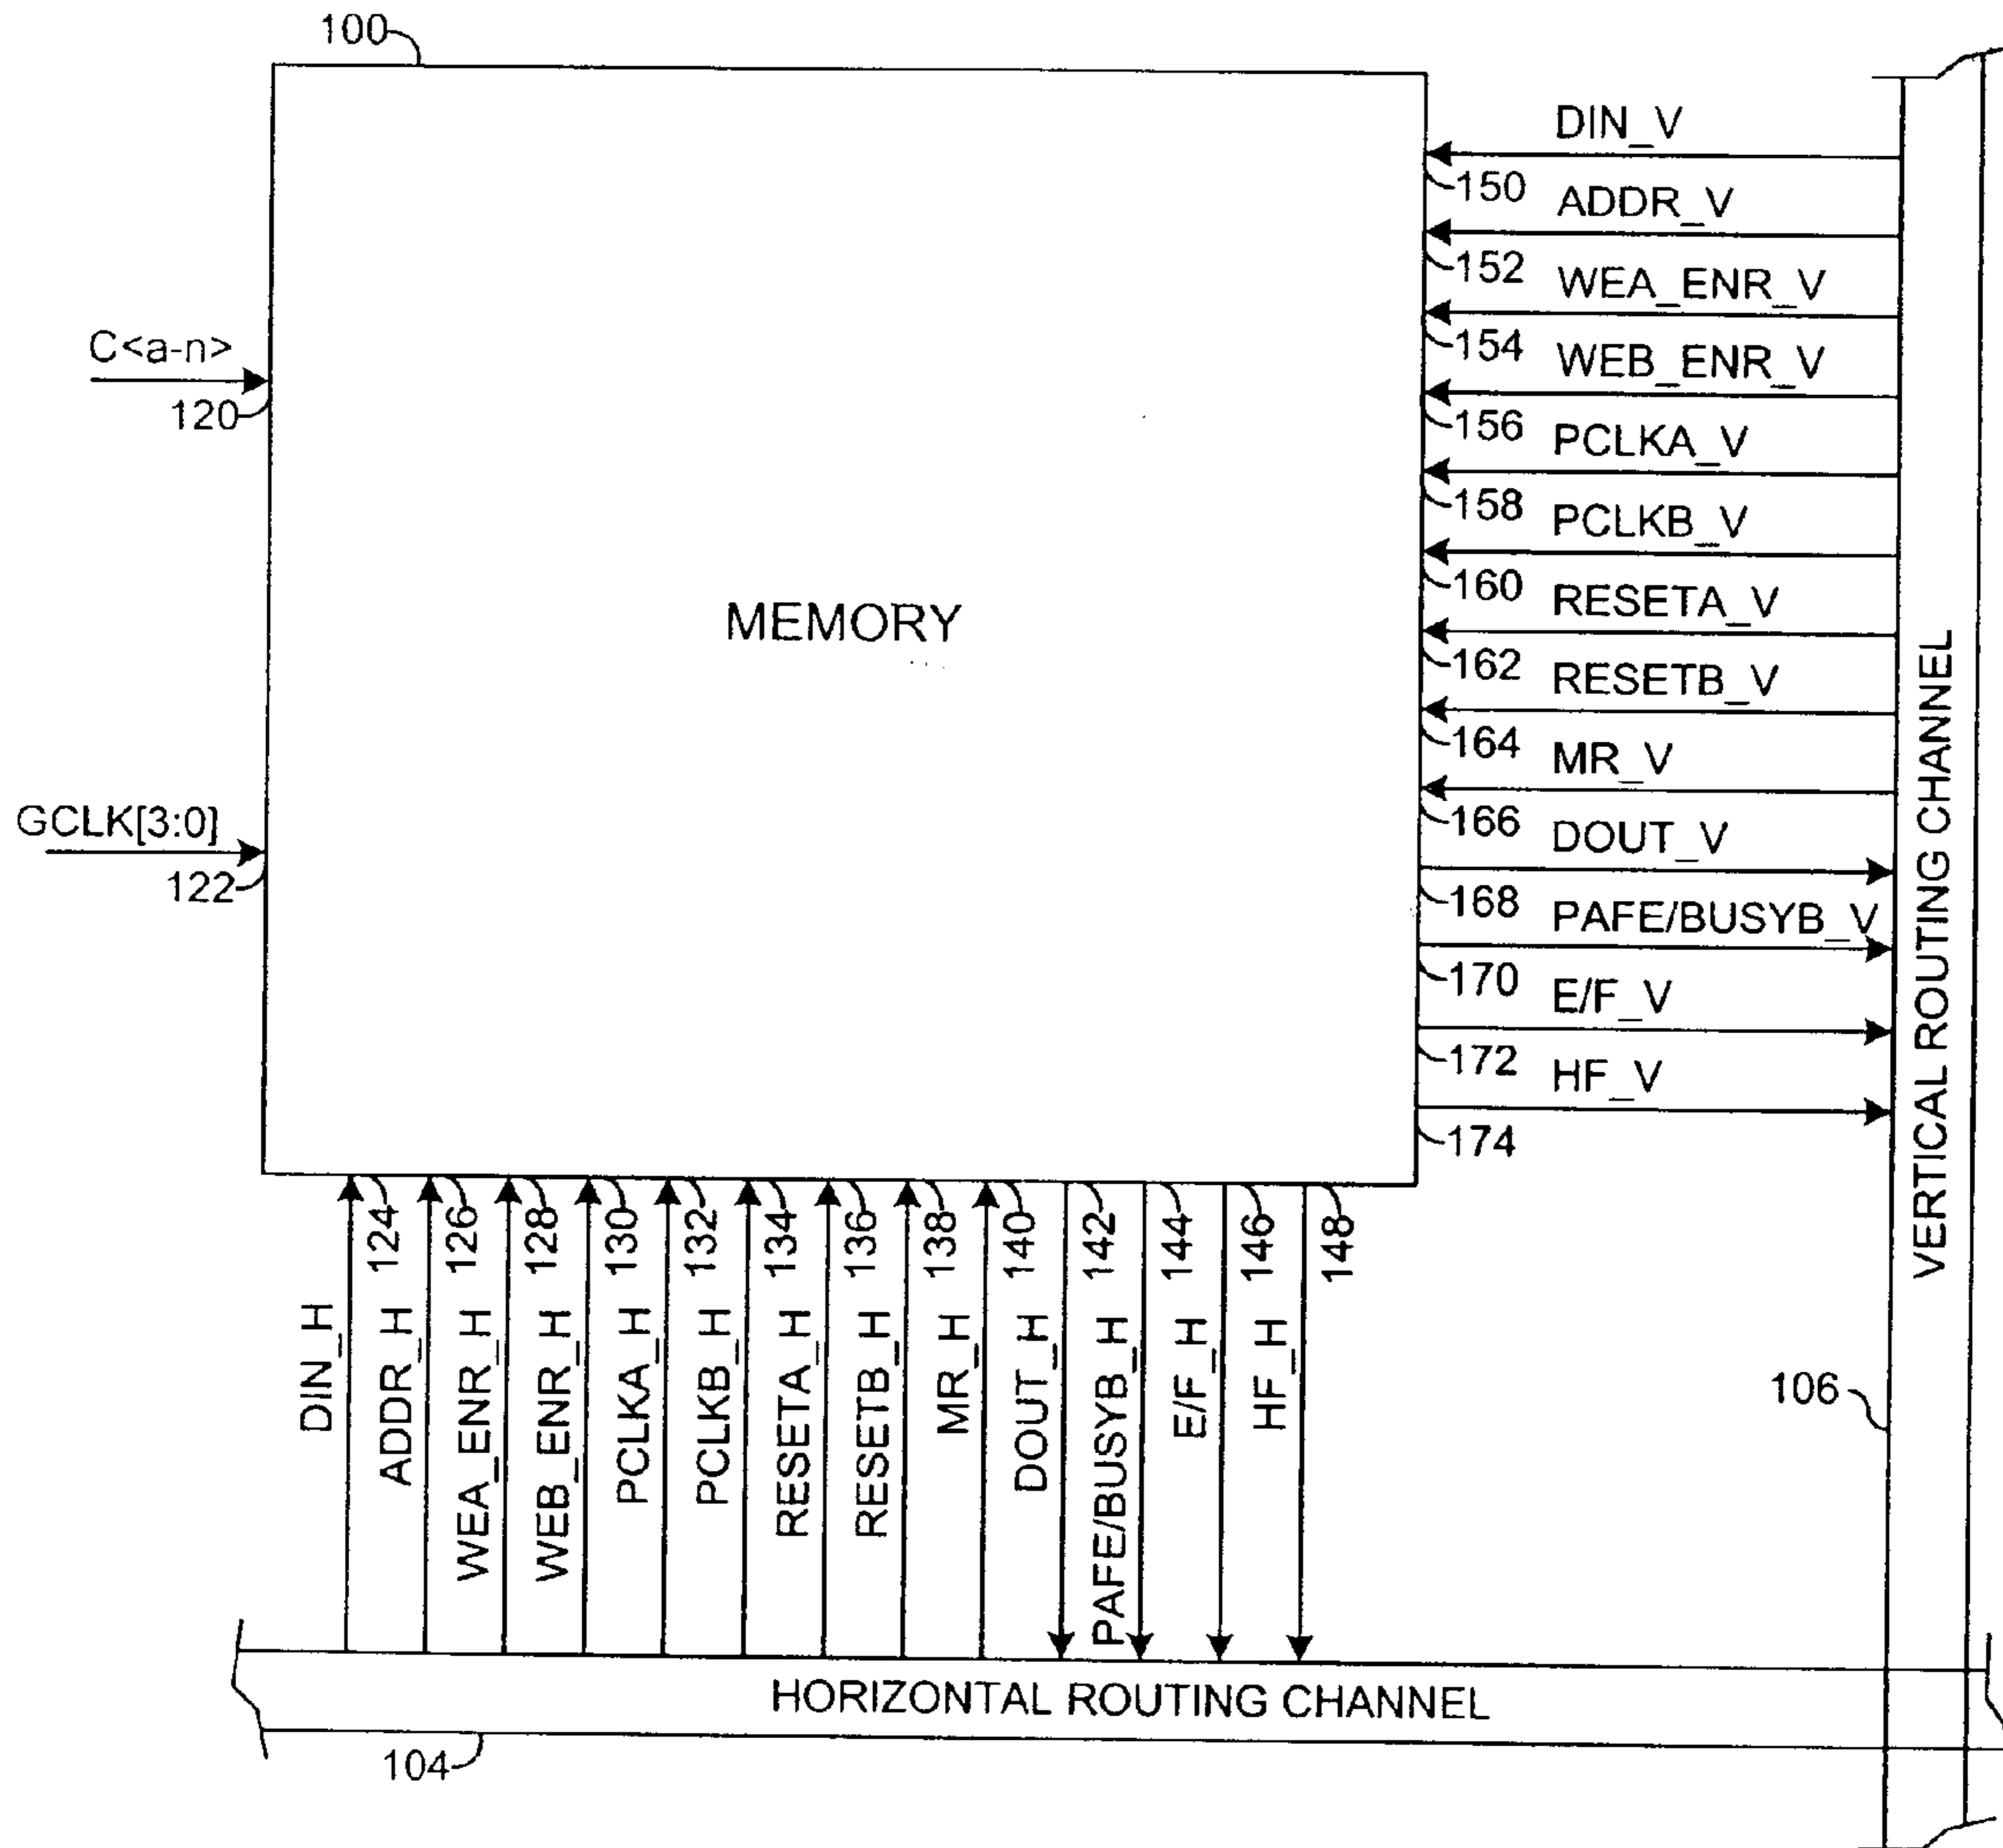 100
DIN_V
150
ADDR_V
152
WEA_ENR_V
C<a-n>
154
WEB_ENR_V
120
156
PCLKA_V
158
PCLKB_V
160
RESETA_V
MEMORY
162
RESETB_V
164
MR_V
GCLK[3:0]
166
DOUT_V
122
168
PAFE/BUSYB_V
170
E/F_V
172
HF_V
174
VERTICAL ROUTING CHANNEL
124
126
128
130
132
134
136
138
140
142
144
146
148
DIN_H
ADDR_H
WEA_ENR_H
WEB_ENR_H
PCLKA_H
PCLKB_H
RESETA_H
RESETB_H
MR_H
DOUT_H
PAFE/BUSYB_H
E/F_H
HF_H
106
HORIZONTAL ROUTING CHANNEL
104